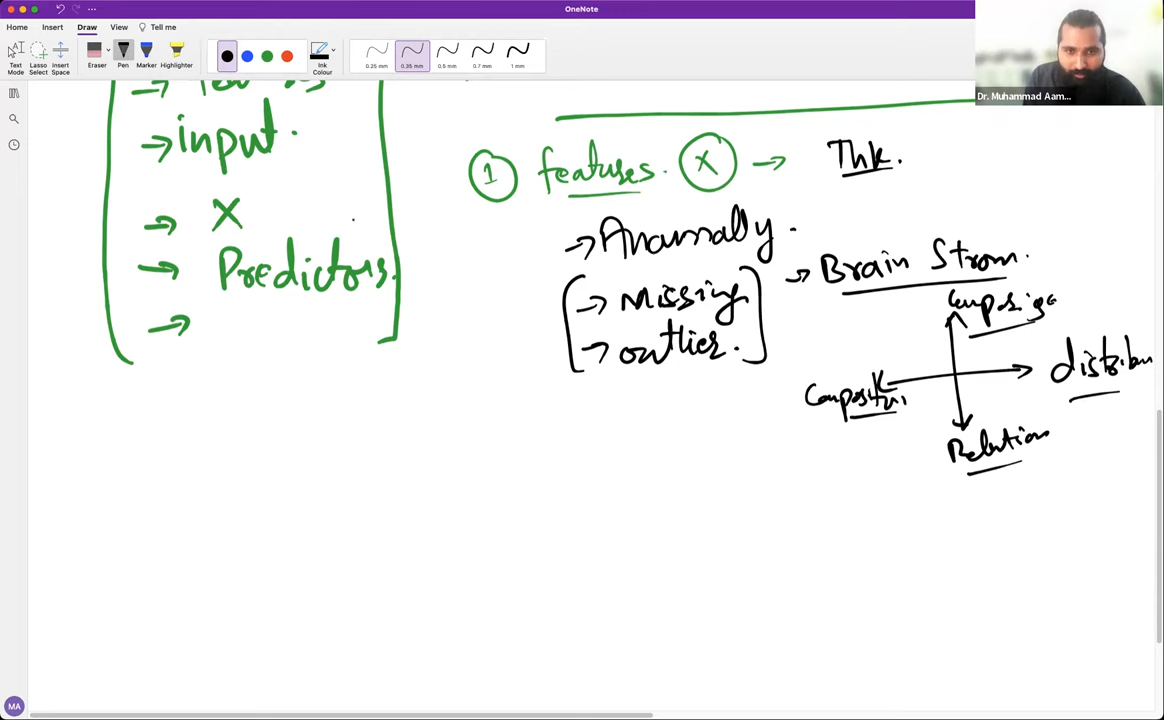 OneNote
Home Insert Draw View Tell me
Text Mode
Lasso Select
Insert Space
Eraser
Pen
Marker
Highlighter
Ink Colour
0.25 mm
0.35 mm
0.5 mm
0.7 mm
1 mm
Dr. Muhammad Aam...
→ input.
→ X
→ Predictors.
→
1 features. X → Thk.
→ Anamally.
→ Missing
→ outlier.
→ Brain Strom.
distribu
Relation
MA